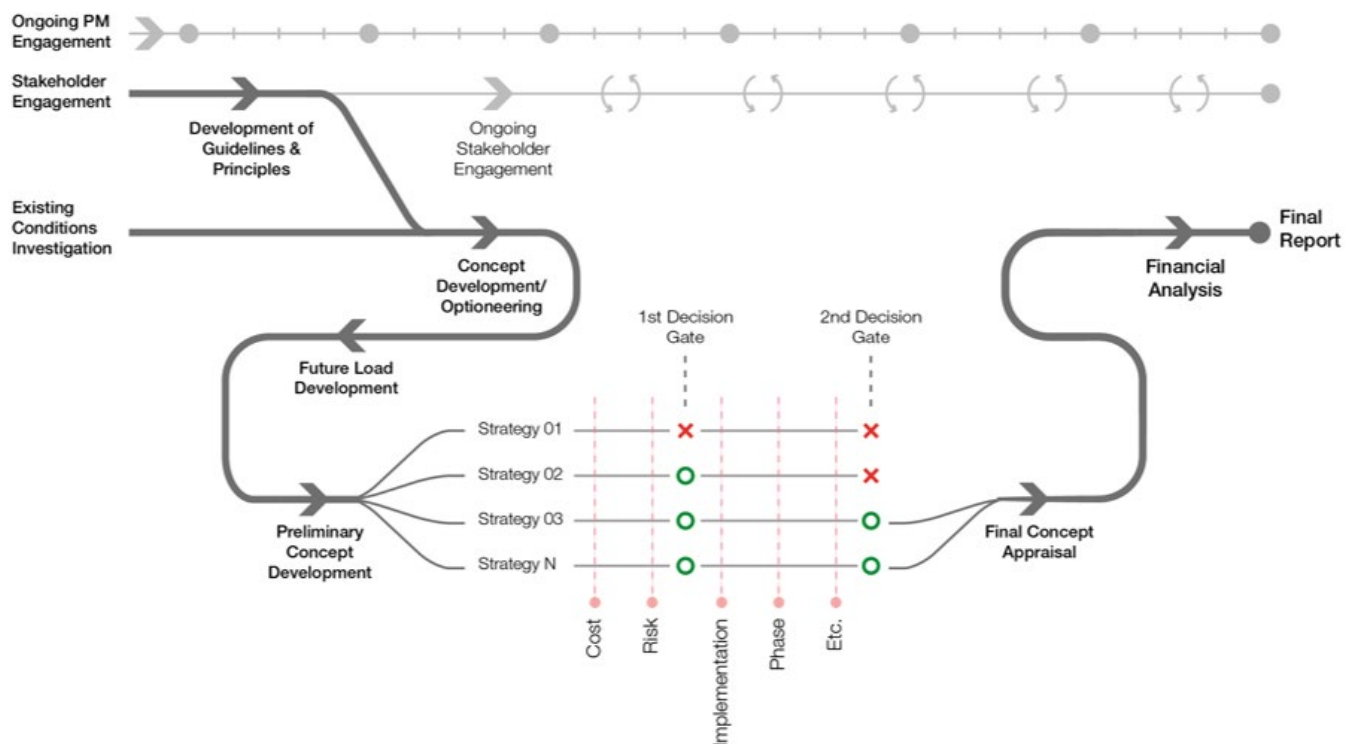 Ongoing PM
Engagement
Stakeholder
Engagement
Development of
Guidelines &
Principles
Ongoing
Stakeholder
Engagement
Existing
Conditions
Investigation
Concept
Development/
Optioneering
Final
Report
Financial
Analysis
Future Load
Development
1st Decision
Gate
2nd Decision
Gate
Strategy 01
Strategy 02
Strategy 03
Strategy N
Preliminary
Concept
Development
Final Concept
Appraisal
Cost
Risk
Implementation
Phase
Etc.